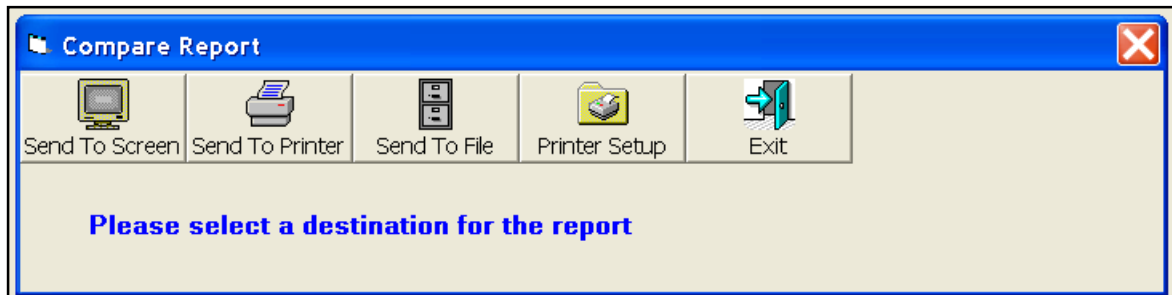 Compare Report
Send To Screen Send To Printer Send To File Printer Setup Exit
Please select a destination for the report